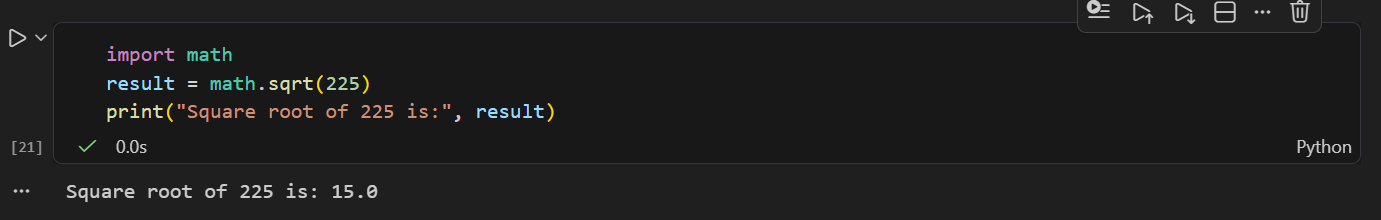 import math
result = math.sqrt(225)
print("Square root of 225 is:", result)
[21]
0.0s
Python
Square root of 225 is: 15.0